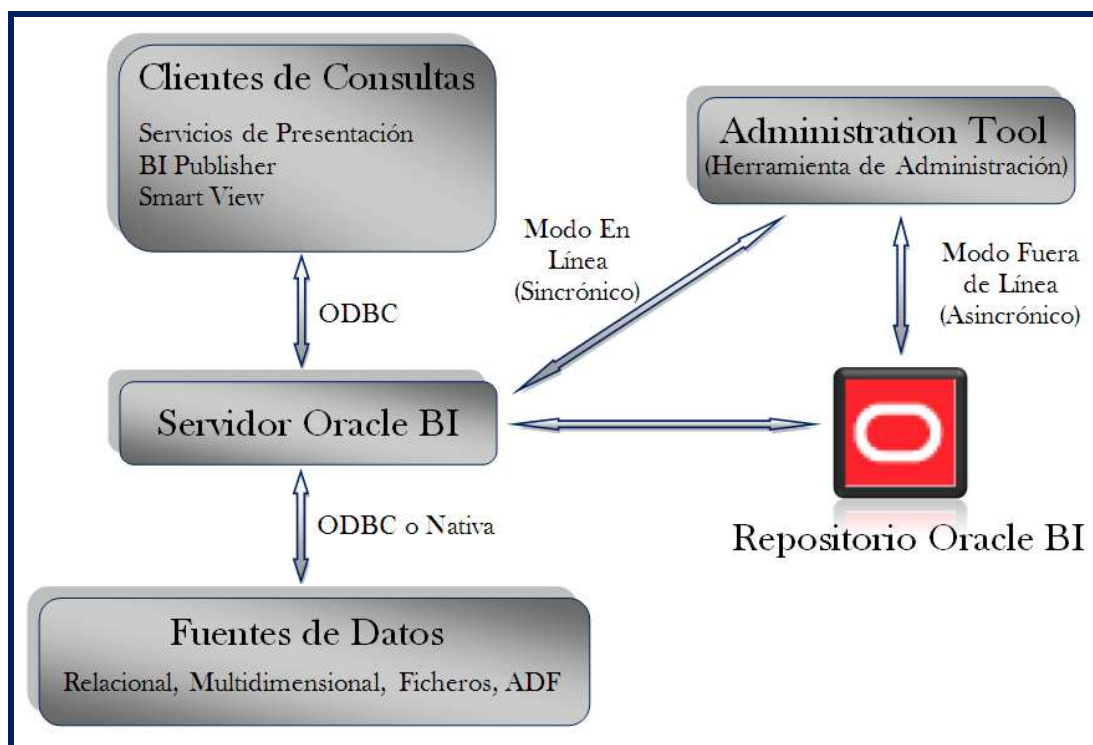 Clientes de Consultas
Servicios de Presentación
BI Publisher
Smart View
Administration Tool
(Herramienta de Administración)
Modo En
Línea
(Sincrónico)
Modo Fuera
de Línea
(Asincrónico)
ODBC
Servidor Oracle BI
ODBC o Nativa
Repositorio Oracle BI
Fuentes de Datos
Relacional, Multidimensional, Ficheros, ADF